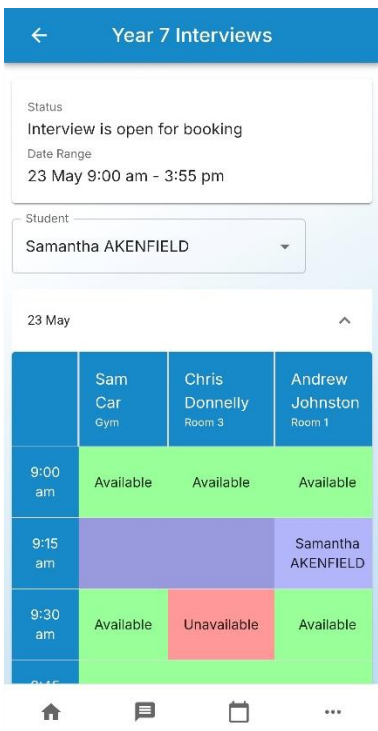 Year 7 Interviews
Status
Interview is open for booking
Date Range
23 May 9:00 am - 3:55 pm
Student
Samantha AKENFIELD
23 May
Sam
Car
Gym
Chris
Donnelly
Room 3
Andrew
Johnston
Room 1
9:00
am
Available
Available
Available
9:15
am
Samantha
AKENFIELD
9:30
am
Available
Unavailable
Available